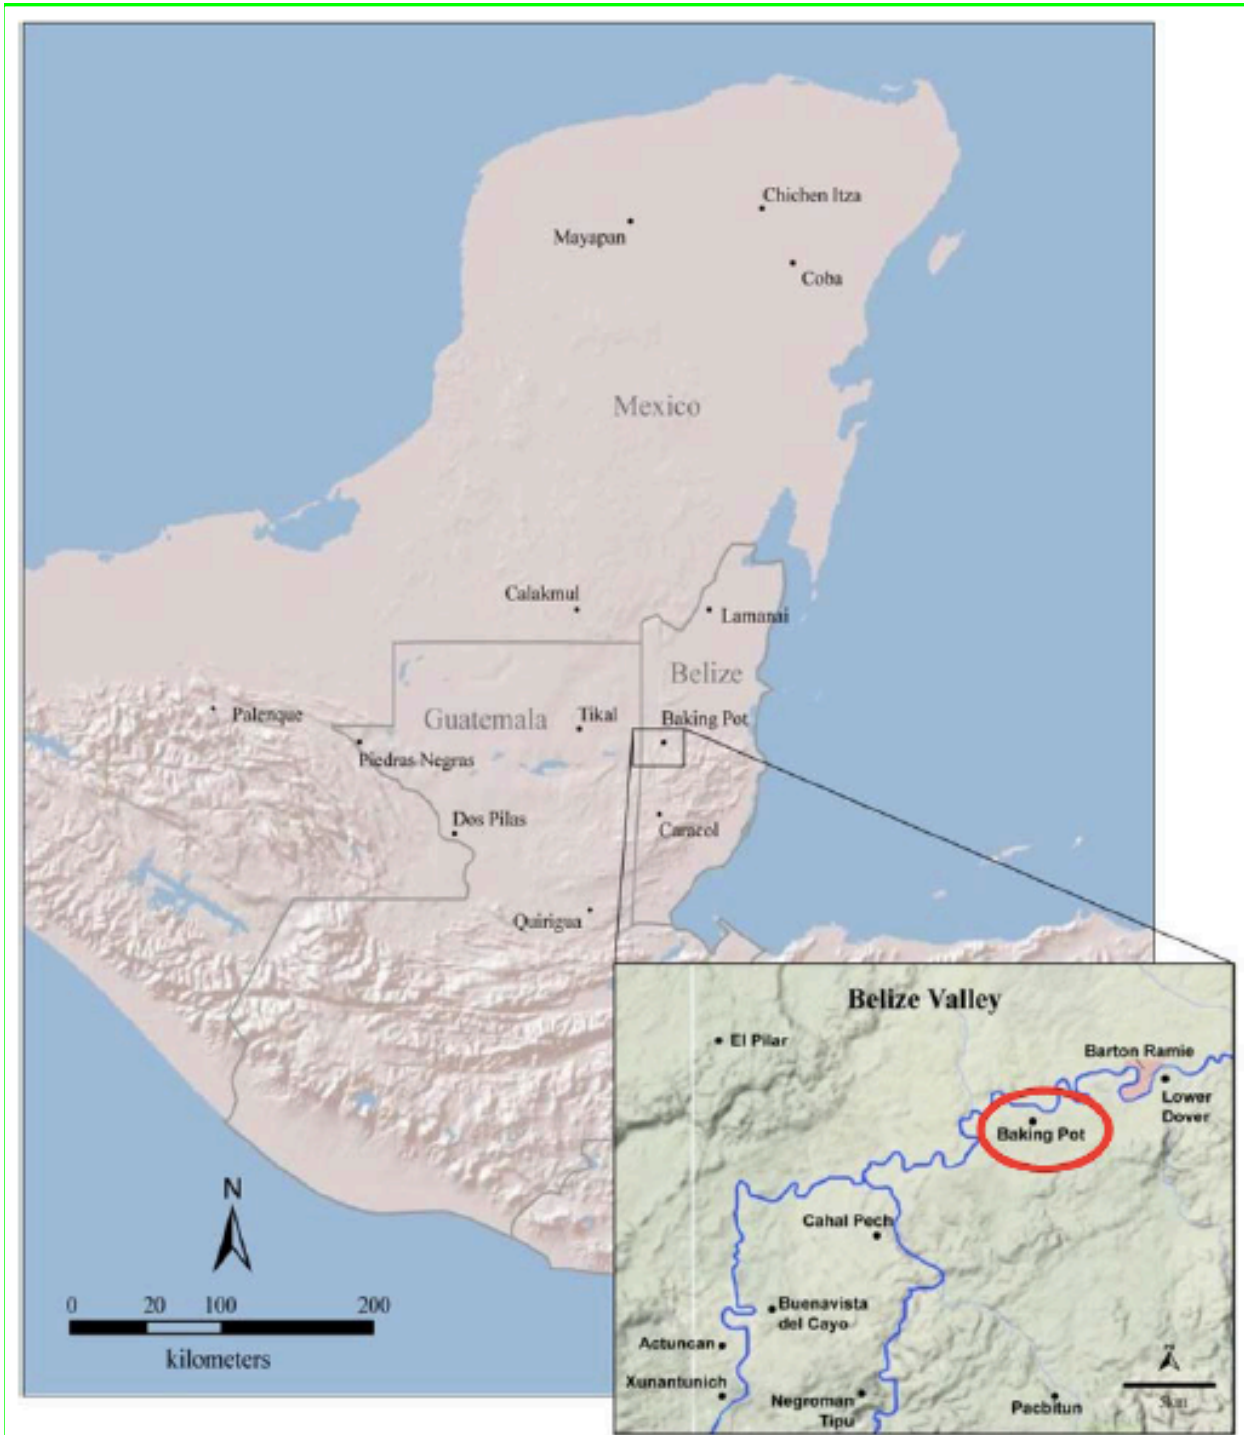 Chichen Itza
Mayapan
Coba
Mexico
Calakmul
Lamanai
Belize
Palenque
Guatemala
Tikal
Baking Pot
Piedras Negras
Dos Pilas
Caracol
Quirigua
N
0 20 100 200
kilometers
Belize Valley
El Pilar
Barton Ramie
Lower
Dover
Baking Pot
Cahal Pech
Buenavista
del Cayo
Actuncan
Xunantunich
Negroman
Tipu
Pacbitun
5km